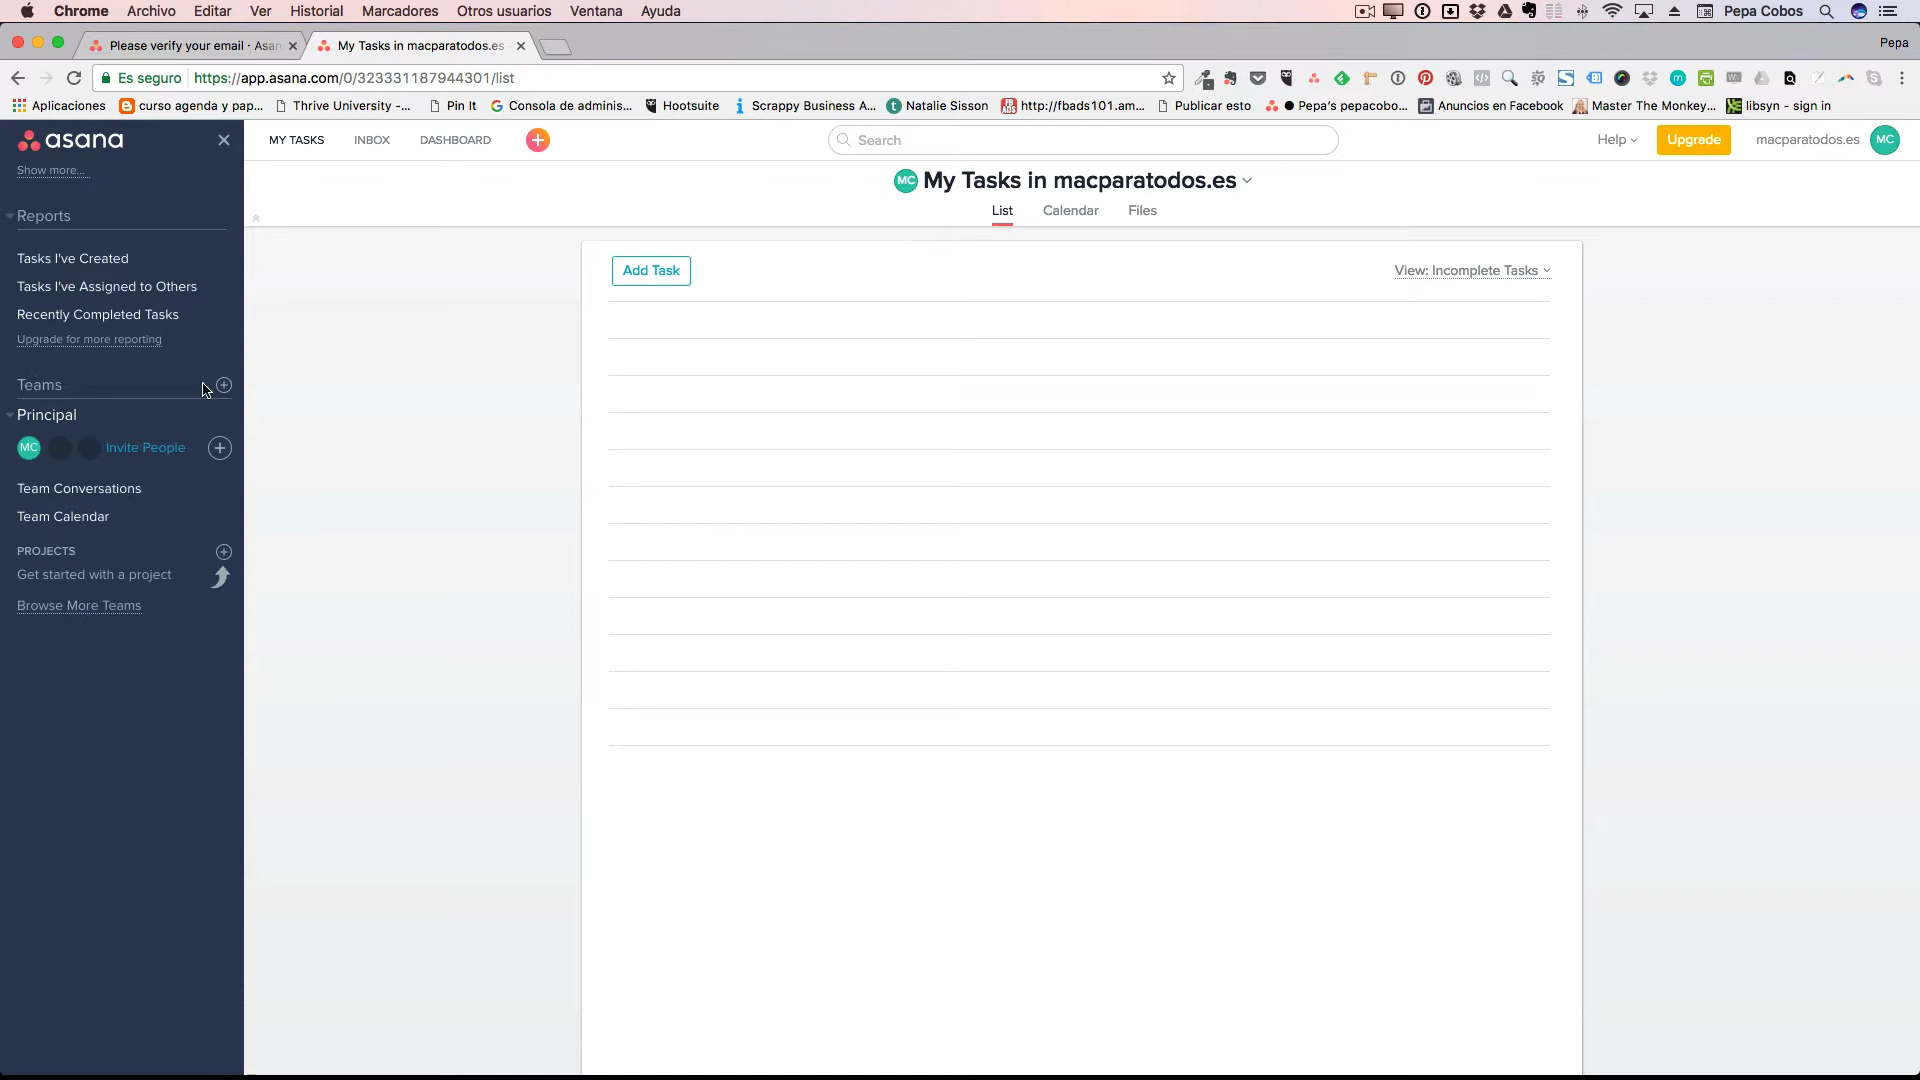 Chrome Archivo Editar Ver Historial Marcadores Otros usuarios Ventana Ayuda Pepa Cobos
Please verify your email · Asan
My Tasks in macparatodos.es
Pepa
Es seguro https://app.asana.com/0/323331187944301/list
Aplicaciones curso agenda y pap... Thrive University -... Pin It Consola de adminis... Hootsuite Scrappy Business A... Natalie Sisson http://fbads101.am... Publicar esto Pepa's pepacobo... Anuncios en Facebook Master The Monkey... libsyn - sign in
asana
MY TASKS INBOX DASHBOARD Search Help Upgrade macparatodos.es MC
Show more...
MC My Tasks in macparatodos.es
List Calendar Files
Reports
Tasks I've Created
Tasks I've Assigned to Others
Recently Completed Tasks
Upgrade for more reporting
Teams
Principal
MC Invite People
Team Conversations
Team Calendar
PROJECTS
Get started with a project
Browse More Teams
Add Task
View: Incomplete Tasks